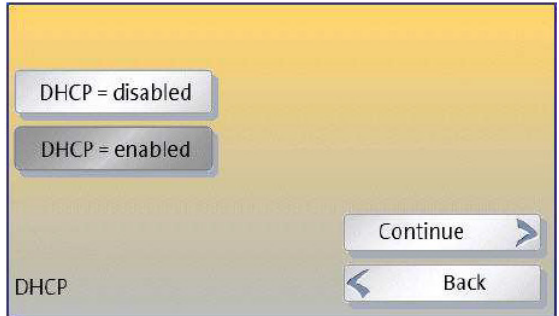 DHCP = disabled
DHCP = enabled
Continue
Back
DHCP